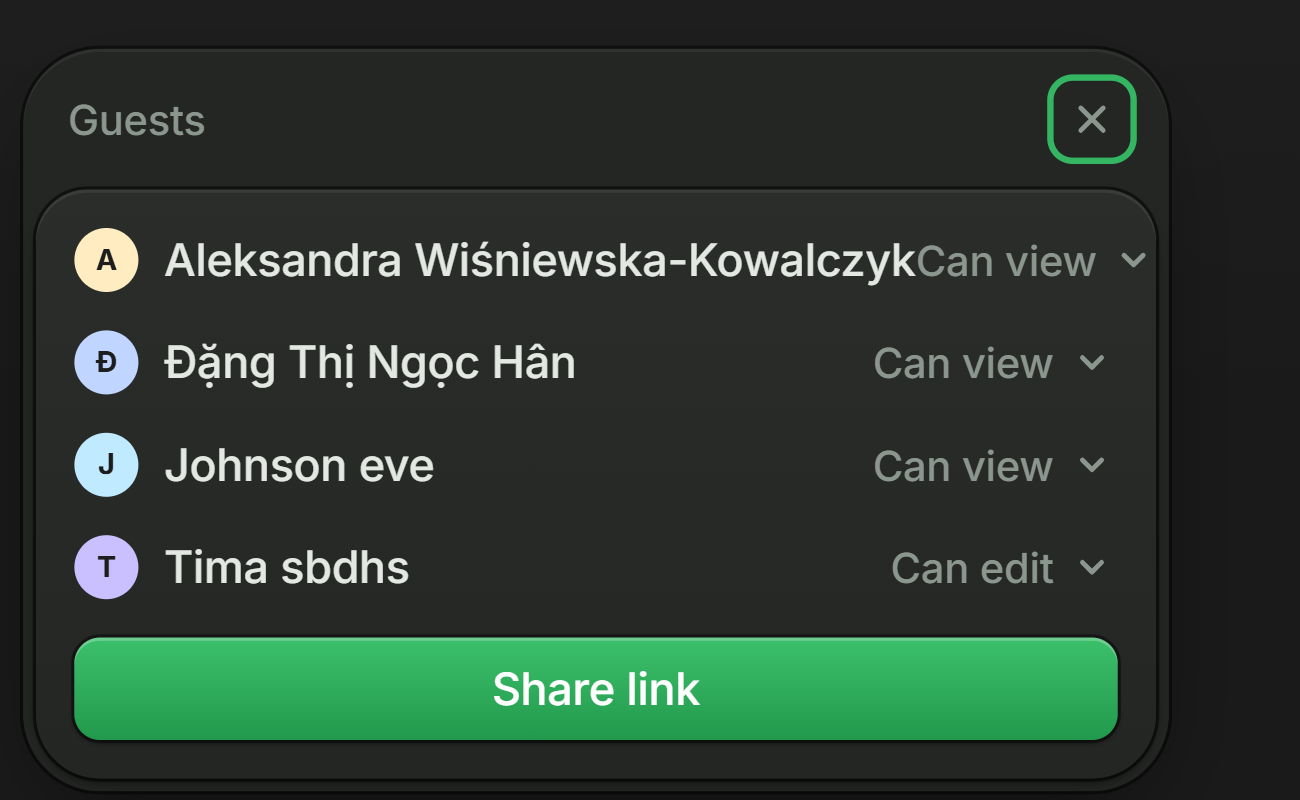 Guests
A Aleksandra Wiśniewska-Kowalczyk Can view
Đ Đặng Thị Ngọc Hân Can view
J Johnson eve Can view
T Tima sbdhs Can edit
Share link